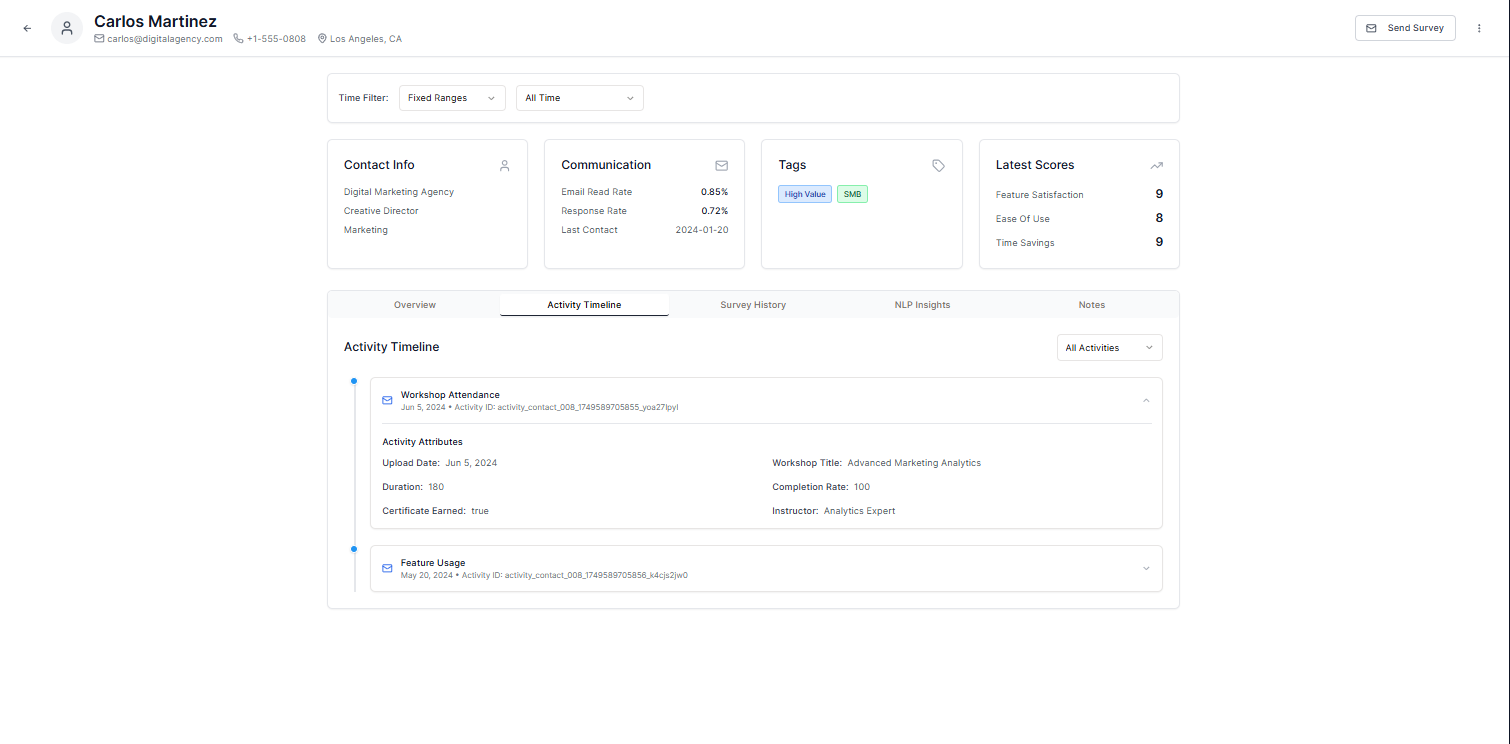 Carlos Martinez
carlos@digitalagency.com +1-555-0808 Los Angeles, CA
Send Survey
Time Filter: Fixed Ranges All Time
Contact Info
Digital Marketing Agency
Creative Director
Marketing
Communication
Email Read Rate 0.85%
Response Rate 0.72%
Last Contact 2024-01-20
Tags
High Value SMB
Latest Scores
Feature Satisfaction 9
Ease Of Use 8
Time Savings 9
Overview Activity Timeline Survey History NLP Insights Notes
Activity Timeline All Activities
Workshop Attendance
Jun 5, 2024 • Activity ID: activity_contact_008_1749589705855_yoa27lpyl
Activity Attributes
Upload Date: Jun 5, 2024 Workshop Title: Advanced Marketing Analytics
Duration: 180 Completion Rate: 100
Certificate Earned: true Instructor: Analytics Expert
Feature Usage
May 20, 2024 • Activity ID: activity_contact_008_1749589705856_k4cjs2jw0